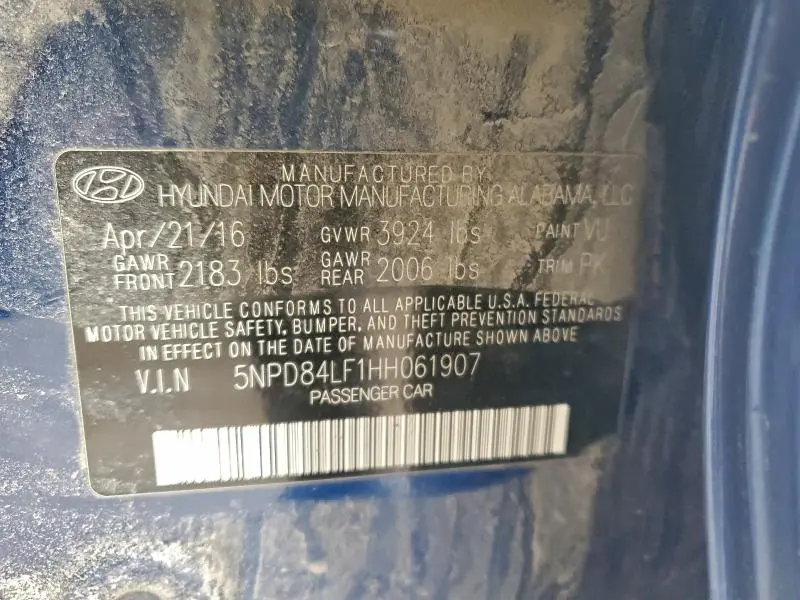 MANUFACTURED BY:
HYUNDAI MOTOR MANUFACTURING ALABAMA, LLC
Apr/21/16 GVWR 3924 lbs PAINT VU
GAWR FRONT 2183 lbs GAWR REAR 2006 lbs TRIM PK
THIS VEHICLE CONFORMS TO ALL APPLICABLE U.S.A. FEDERAL
MOTOR VEHICLE SAFETY, BUMPER, AND THEFT PREVENTION STANDARDS
IN EFFECT ON THE DATE OF MANUFACTURE SHOWN ABOVE
V.I.N 5NPD84LF1HH061907
PASSENGER CAR